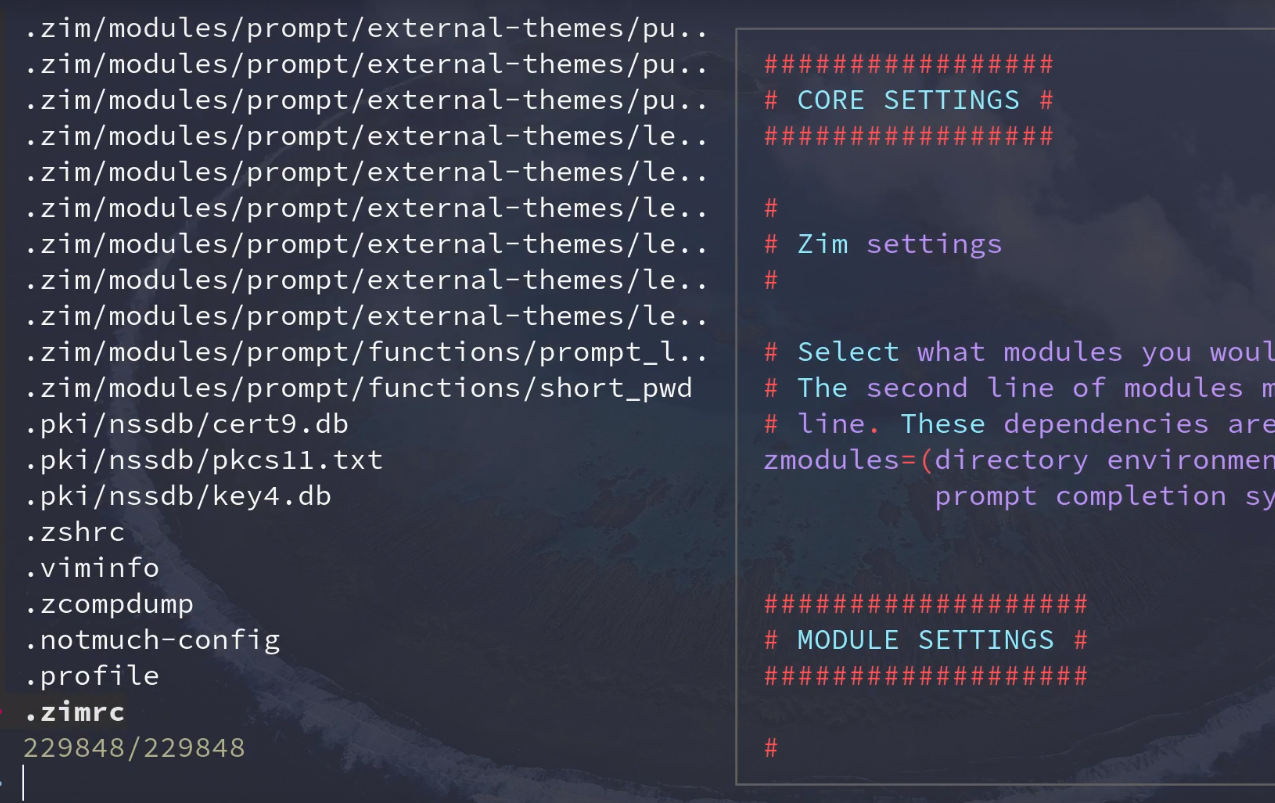 .zim/modules/prompt/external-themes/pu..
.zim/modules/prompt/external-themes/pu..
.zim/modules/prompt/external-themes/pu..
.zim/modules/prompt/external-themes/le..
.zim/modules/prompt/external-themes/le..
.zim/modules/prompt/external-themes/le..
.zim/modules/prompt/external-themes/le..
.zim/modules/prompt/external-themes/le..
.zim/modules/prompt/external-themes/le..
.zim/modules/prompt/functions/prompt_l..
.zim/modules/prompt/functions/short_pwd
.pki/nssdb/cert9.db
.pki/nssdb/pkcs11.txt
.pki/nssdb/key4.db
.zshrc
.viminfo
.zcompdump
.notmuch-config
.profile
.zimrc
229848/229848
#################
# CORE SETTINGS #
#################
#
# Zim settings
#
# Select what modules you woul
# The second line of modules m
# line. These dependencies are
zmodules=(directory environmen
prompt completion sy
###################
# MODULE SETTINGS #
###################
#